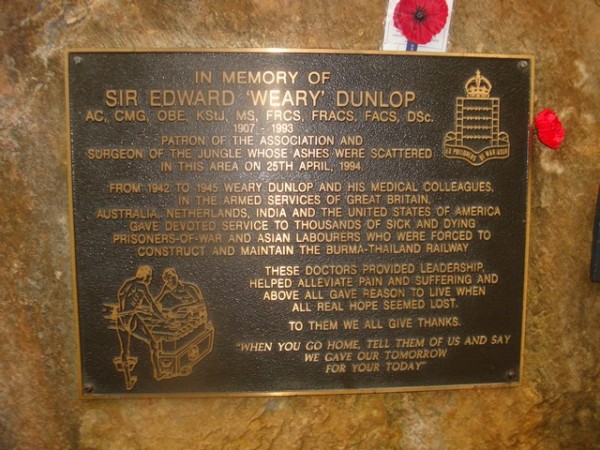 IN MEMORY OF
SIR EDWARD 'WEARY' DUNLOP
AC, CMG, OBE, KStJ, MS, FRCS, FRACS, FACS, DSc.
1907 - 1993
PATRON OF THE ASSOCIATION AND
SURGEON OF THE JUNGLE WHOSE ASHES WERE SCATTERED
IN THIS AREA ON 25TH APRIL, 1994
FROM 1942 TO 1945 WEARY DUNLOP AND HIS MEDICAL COLLEAGUES,
IN THE ARMED SERVICES OF GREAT BRITAIN,
AUSTRALIA, NETHERLANDS, INDIA AND THE UNITED STATES OF AMERICA
GAVE DEVOTED SERVICE TO THOUSANDS OF SICK AND DYING
PRISONERS-OF-WAR AND ASIAN LABOURERS WHO WERE FORCED TO
CONSTRUCT AND MAINTAIN THE BURMA-THAILAND RAILWAY
THESE DOCTORS PROVIDED LEADERSHIP,
HELPED ALLEVIATE PAIN AND SUFFERING AND
ABOVE ALL GAVE REASON TO LIVE WHEN
ALL REAL HOPE SEEMED LOST.
TO THEM WE ALL GIVE THANKS.
"WHEN YOU GO HOME, TELL THEM OF US AND SAY
WE GAVE OUR TOMORROW
FOR YOUR TODAY"